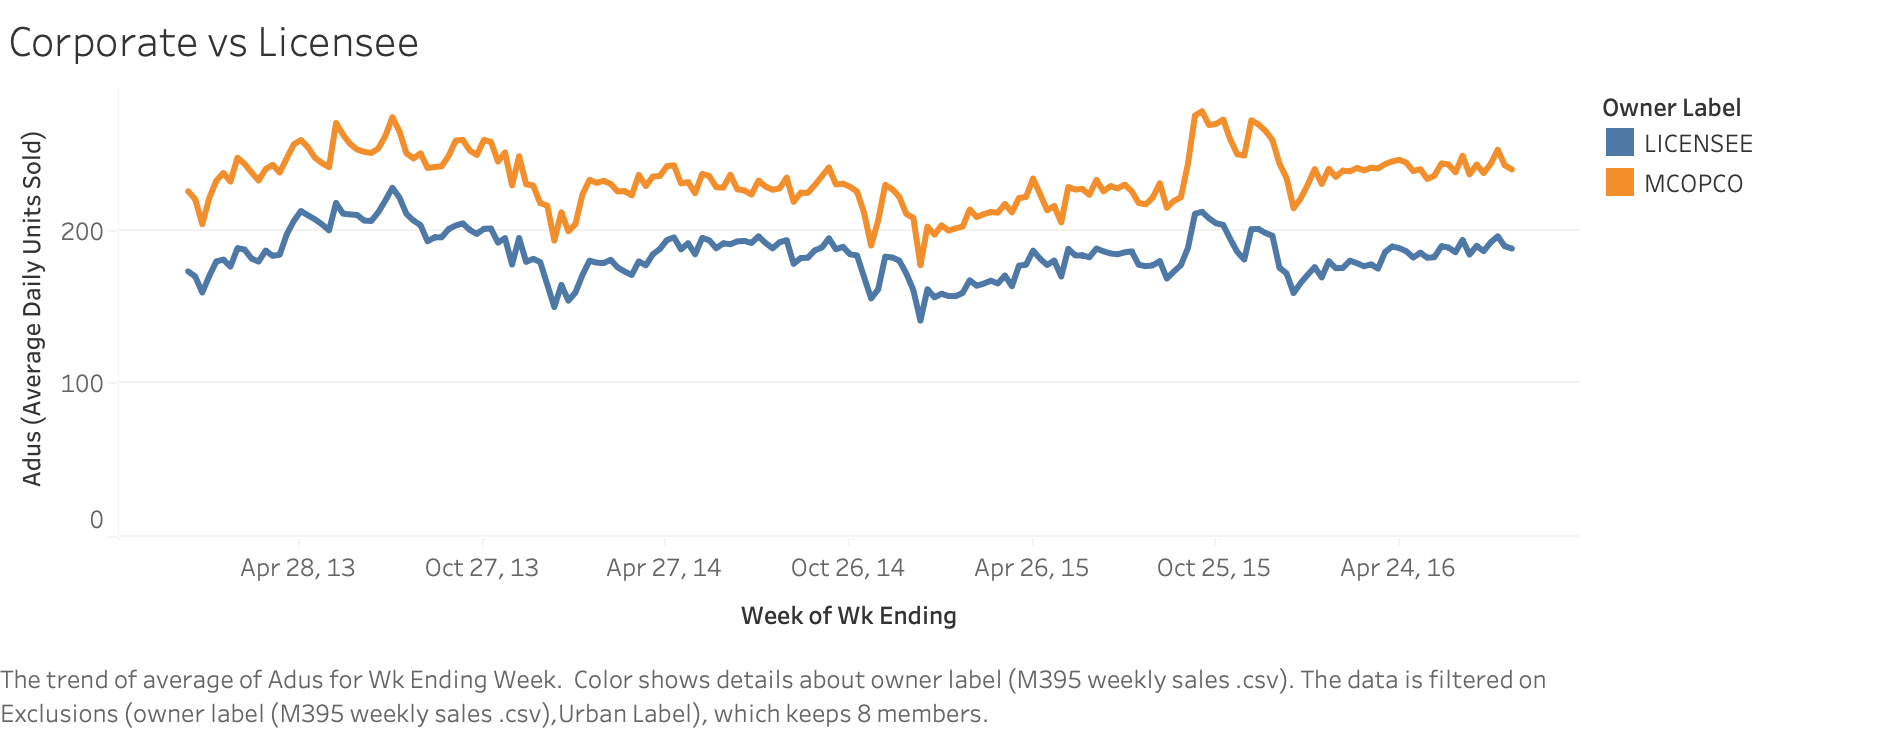 Corporate vs Licensee
Owner Label
LICENSEE
MCOPCO
Adus (Average Daily Units Sold)
200
100
0
Apr 28, 13
Oct 27, 13
Apr 27, 14
Oct 26, 14
Apr 26, 15
Oct 25, 15
Apr 24, 16
Week of Wk Ending
The trend of average of Adus for Wk Ending Week.  Color shows details about owner label (M395 weekly sales .csv). The data is filtered on
Exclusions (owner label (M395 weekly sales .csv),Urban Label), which keeps 8 members.